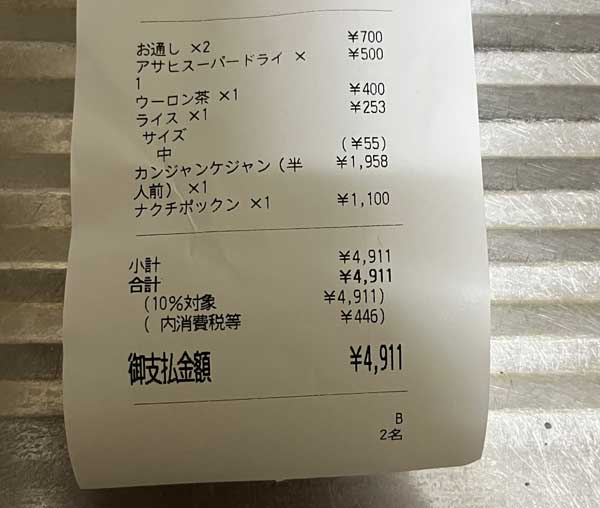 お通し ×2 ¥700
アサヒスーパードライ × ¥500
1
ウーロン茶 ×1 ¥400
ライス ×1 ¥253
サイズ
中 (¥55)
カンジャンケジャン（半 ¥1,958
人前） ×1
ナクチポックン ×1 ¥1,100
小計 ¥4,911
合計 ¥4,911
(10%対象 ¥4,911)
( 内消費税等 ¥446)
御支払金額 ¥4,911
B
2名